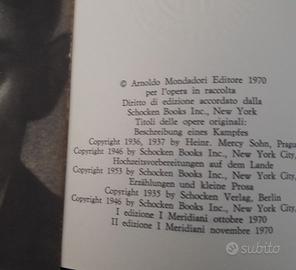 © Arnoldo Mondadori Editore 1970
per l'opera in raccolta
Diritto di edizione accordato dalla
Schocken Books Inc., New York
Titoli delle opere originali:
Beschreibung eines Kampfes
Copyright 1936, 1937 by Heinr. Mercy Sohn, Prag
Copyright 1946 by Schocken Books Inc., New York City,
Hochzeitsvorbereitungen auf dem Lande
Copyright 1953 by Schocken Books Inc., New York City,
Erzählungen und kleine Prosa
Copyright 1935 by Schocken Verlag, Berlin
Copyright 1946 by Schocken Books Inc., New York City,
I edizione I Meridiani ottobre 1970
II edizione I Meridiani novembre 1970
subito